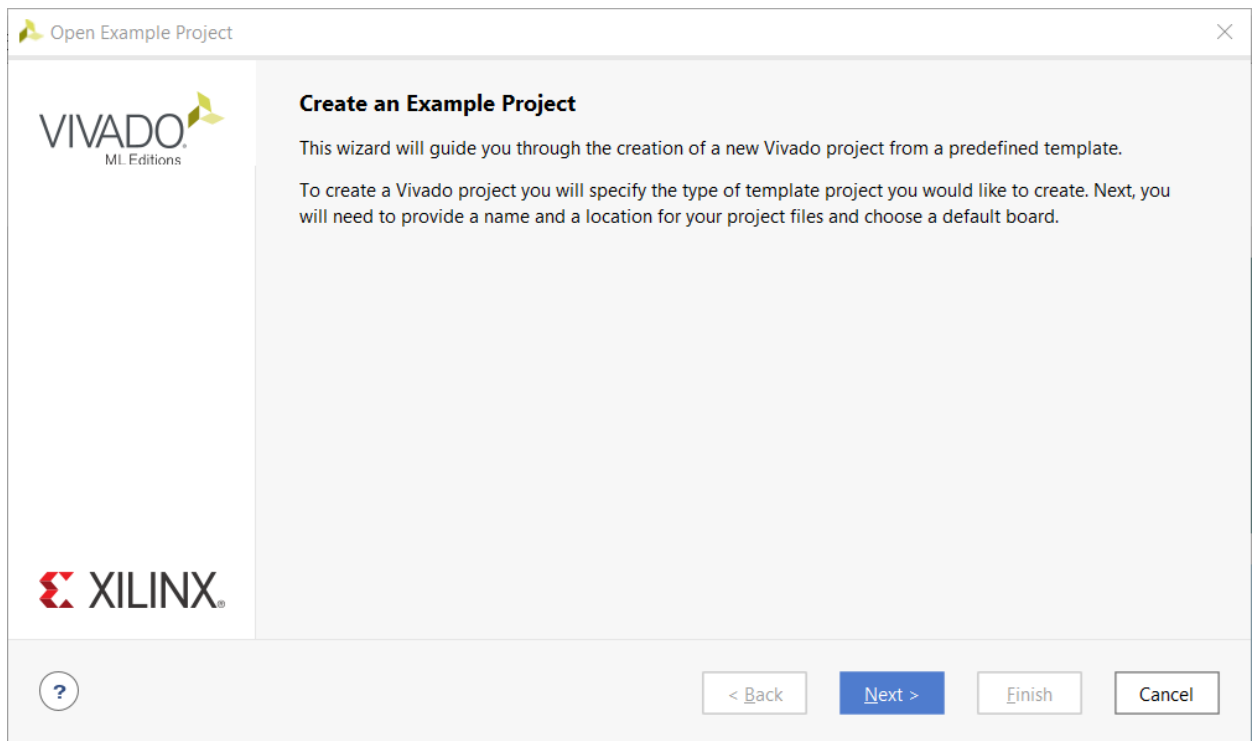 Open Example Project
VIVADO
ML Editions
Create an Example Project
This wizard will guide you through the creation of a new Vivado project from a predefined template.
To create a Vivado project you will specify the type of template project you would like to create. Next, you
will need to provide a name and a location for your project files and choose a default board.
XILINX®
?
< Back
Next >
Finish
Cancel